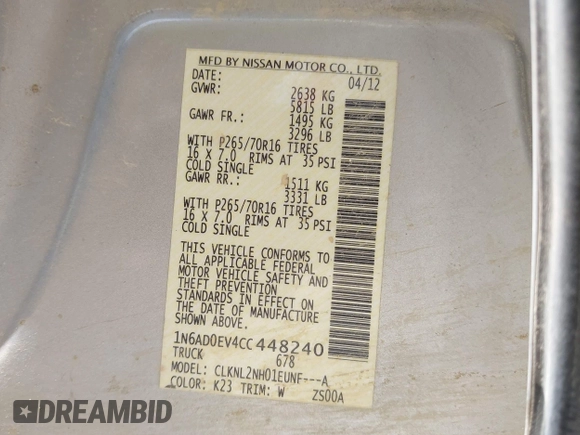 MFD BY NISSAN MOTOR CO., LTD.
DATE: 04/12
GVWR: 2638 KG
5815 LB
GAWR FR.: 1495 KG
3296 LB
WITH P265/70R16 TIRES
16 X 7.0 RIMS AT 35 PSI
COLD SINGLE
GAWR RR.: 1511 KG
3331 LB
WITH P265/70R16 TIRES
16 X 7.0 RIMS AT 35 PSI
COLD SINGLE
THIS VEHICLE CONFORMS TO
ALL APPLICABLE FEDERAL
MOTOR VEHICLE SAFETY AND
THEFT PREVENTION
STANDARDS IN EFFECT ON
THE DATE OF MANUFACTURE
SHOWN ABOVE.
1N6AD0EV4CC448240
TRUCK 678
MODEL: CLKNL2NH01EUNF---A
COLOR: K23 TRIM: W ZS00A
DREAMBID